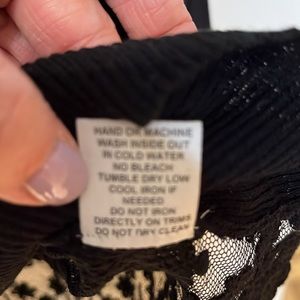 HAND OR MACHINE
WASH INSIDE OUT
IN COLD WATER
NO BLEACH
TUMBLE DRY LOW
COOL IRON IF
NEEDED
DO NOT IRON
DIRECTLY ON TRIMS
DO NOT DRY CLEAN